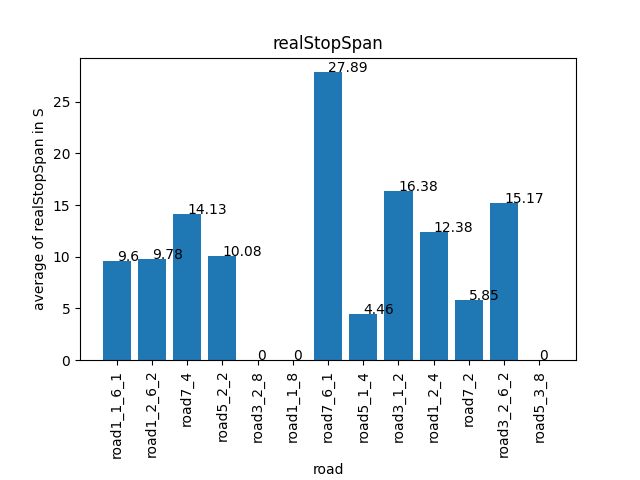 realStopSpan
average of realStopSpan in S
25
20
15
10
5
0
9.6
9.78
14.13
10.08
0
0
27.89
4.46
16.38
12.38
5.85
15.17
0
road1_1_6_1
road1_2_6_2
road7_4
road5_2_2
road3_2_8
road1_1_8
road7_6_1
road5_1_4
road3_1_2
road1_2_4
road7_2
road3_2_6_2
road5_3_8
road